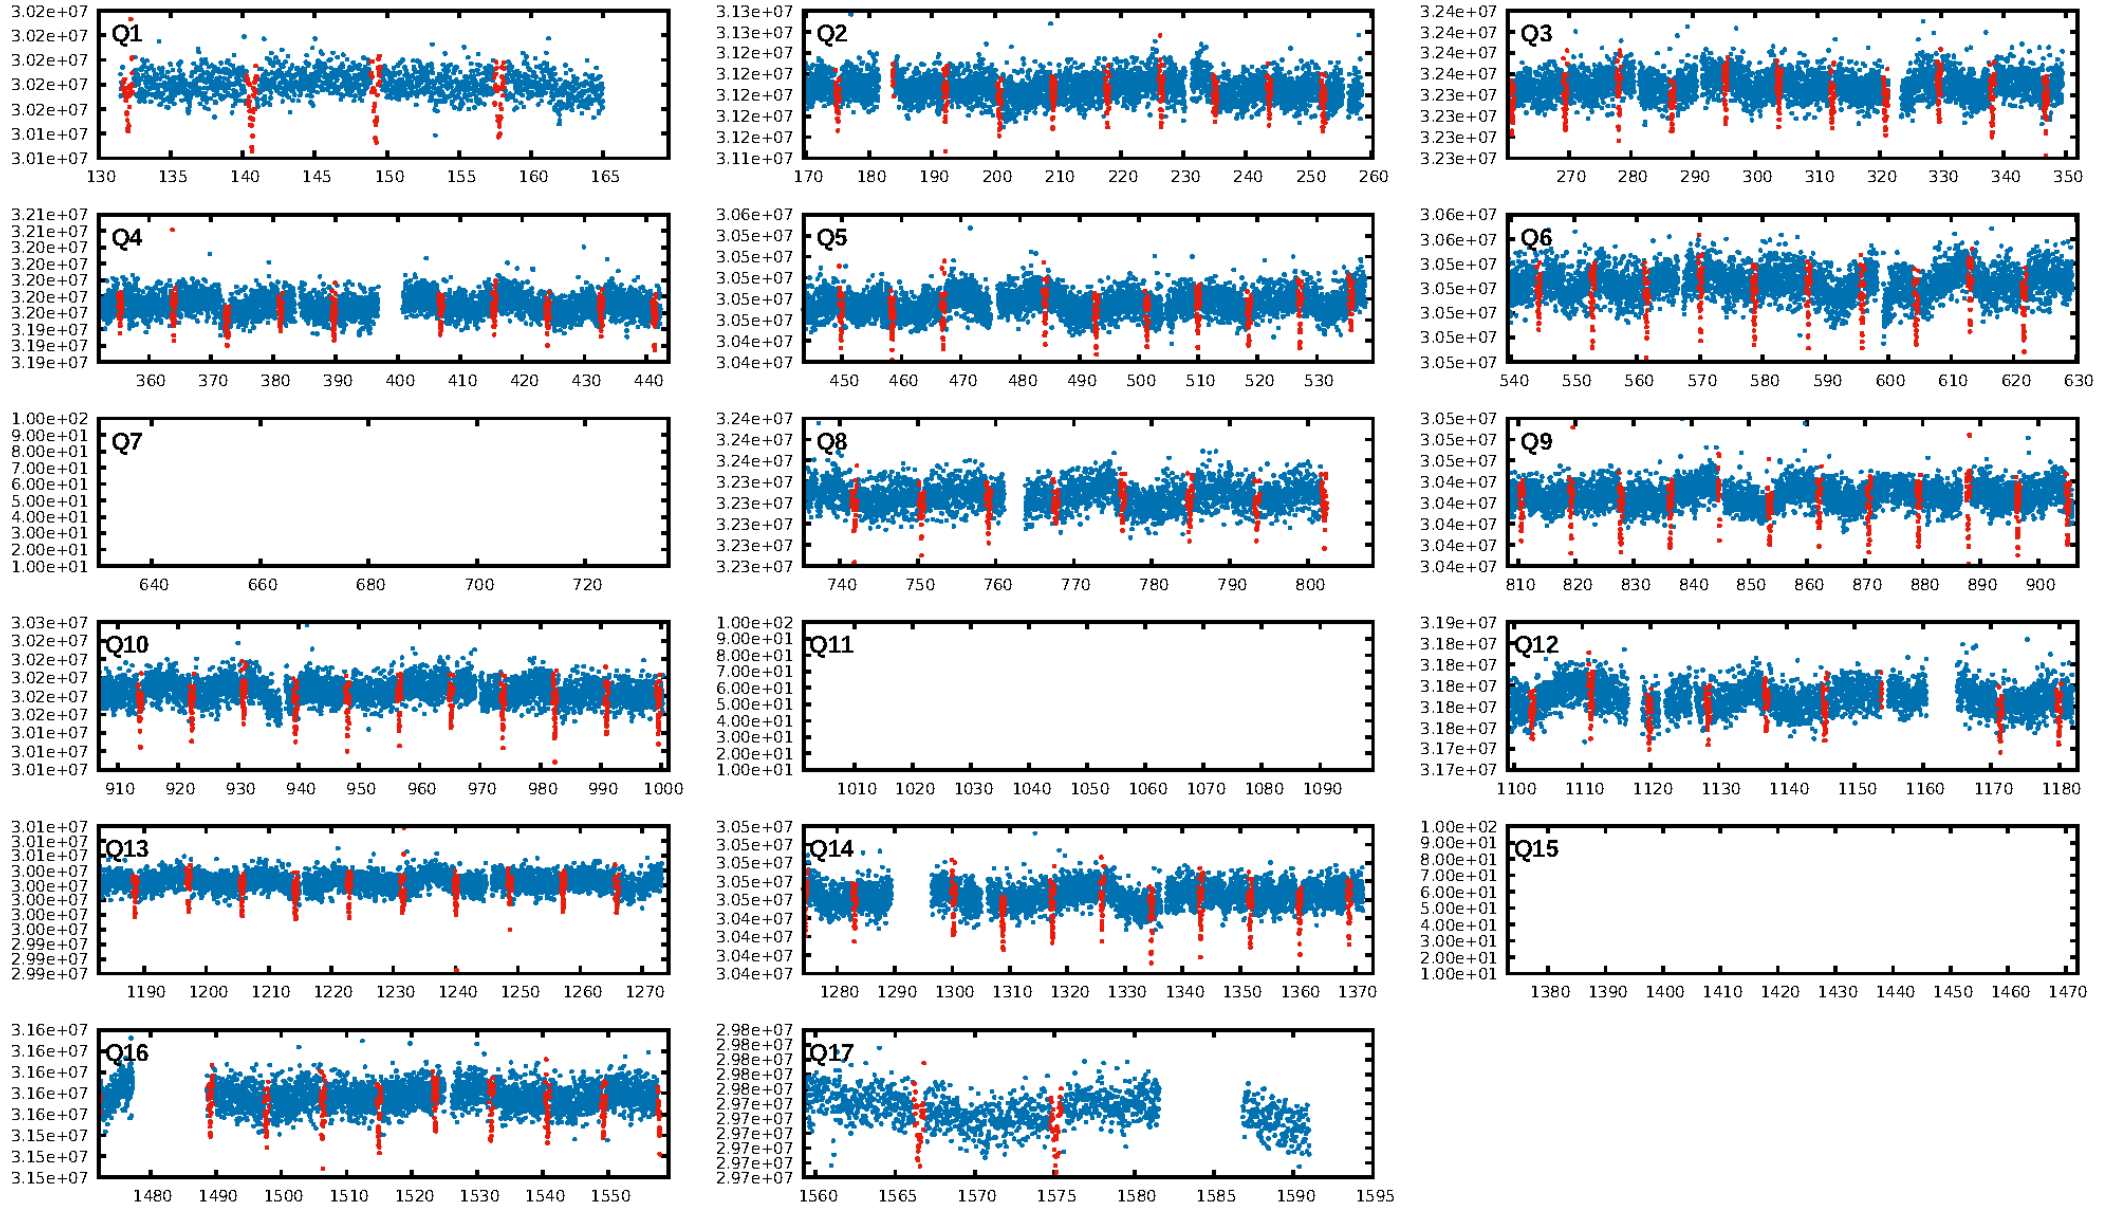 Q1
3.02e+07
3.02e+07
3.02e+07
3.02e+07
3.02e+07
3.01e+07
3.01e+07
130 135 140 145 150 155 160 165
Q2
3.13e+07
3.13e+07
3.12e+07
3.12e+07
3.12e+07
3.12e+07
3.12e+07
3.11e+07
170 180 190 200 210 220 230 240 250 260
Q3
3.24e+07
3.24e+07
3.24e+07
3.24e+07
3.23e+07
3.23e+07
3.23e+07
3.23e+07
270 280 290 300 310 320 330 340 350
Q4
3.21e+07
3.21e+07
3.20e+07
3.20e+07
3.20e+07
3.20e+07
3.20e+07
3.19e+07
3.19e+07
3.19e+07
360 370 380 390 400 410 420 430 440
Q5
3.06e+07
3.05e+07
3.05e+07
3.05e+07
3.05e+07
3.05e+07
3.04e+07
3.04e+07
450 460 470 480 490 500 510 520 530
Q6
3.06e+07
3.06e+07
3.05e+07
3.05e+07
3.05e+07
3.05e+07
3.05e+07
540 550 560 570 580 590 600 610 620 630
Q7
1.00e+02
9.00e+01
8.00e+01
7.00e+01
6.00e+01
5.00e+01
4.00e+01
3.00e+01
2.00e+01
1.00e+01
640 660 680 700 720
Q8
3.24e+07
3.24e+07
3.24e+07
3.23e+07
3.23e+07
3.23e+07
3.23e+07
3.23e+07
740 750 760 770 780 790 800
Q9
3.05e+07
3.05e+07
3.05e+07
3.04e+07
3.04e+07
3.04e+07
3.04e+07
3.04e+07
810 820 830 840 850 860 870 880 890 900
Q10
3.03e+07
3.02e+07
3.02e+07
3.02e+07
3.02e+07
3.02e+07
3.01e+07
3.01e+07
3.01e+07
910 920 930 940 950 960 970 980 990 1000
Q11
1.00e+02
9.00e+01
8.00e+01
7.00e+01
6.00e+01
5.00e+01
4.00e+01
3.00e+01
2.00e+01
1.00e+01
1010 1020 1030 1040 1050 1060 1070 1080 1090
Q12
3.19e+07
3.18e+07
3.18e+07
3.18e+07
3.18e+07
3.18e+07
3.17e+07
3.17e+07
1100 1110 1120 1130 1140 1150 1160 1170 1180
Q13
3.01e+07
3.01e+07
3.01e+07
3.00e+07
3.00e+07
3.00e+07
3.00e+07
3.00e+07
2.99e+07
2.99e+07
2.99e+07
1190 1200 1210 1220 1230 1240 1250 1260 1270
Q14
3.05e+07
3.05e+07
3.05e+07
3.05e+07
3.05e+07
3.04e+07
3.04e+07
3.04e+07
3.04e+07
1280 1290 1300 1310 1320 1330 1340 1350 1360 1370
Q15
1.00e+02
9.00e+01
8.00e+01
7.00e+01
6.00e+01
5.00e+01
4.00e+01
3.00e+01
2.00e+01
1.00e+01
1380 1390 1400 1410 1420 1430 1440 1450 1460 1470
Q16
3.16e+07
3.16e+07
3.16e+07
3.16e+07
3.16e+07
3.15e+07
3.15e+07
3.15e+07
1480 1490 1500 1510 1520 1530 1540 1550
Q17
2.98e+07
2.98e+07
2.98e+07
2.98e+07
2.98e+07
2.97e+07
2.97e+07
2.97e+07
2.97e+07
2.97e+07
2.97e+07
1560 1565 1570 1575 1580 1585 1590 1595